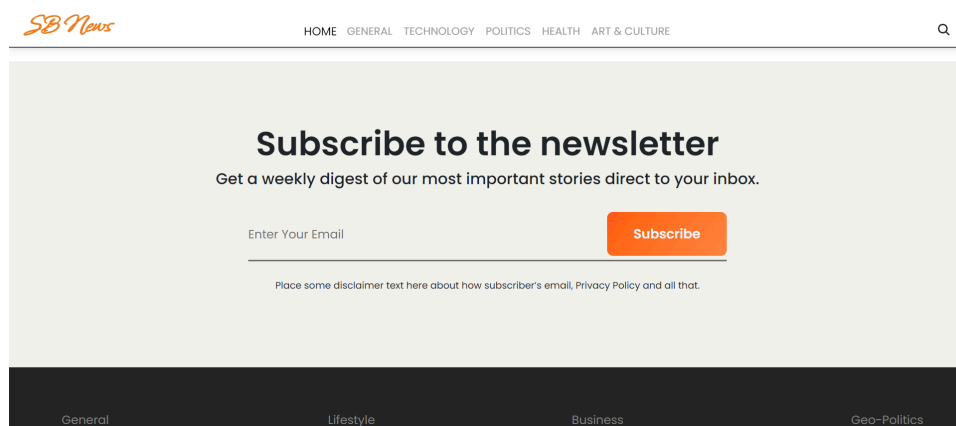 SB News
HOME GENERAL TECHNOLOGY POLITICS HEALTH ART & CULTURE
Subscribe to the newsletter
Get a weekly digest of our most important stories direct to your inbox.
Enter Your Email
Subscribe
Place some disclaimer text here about how subscriber's email, Privacy Policy and all that.
General Lifestyle Business Geo-Politics